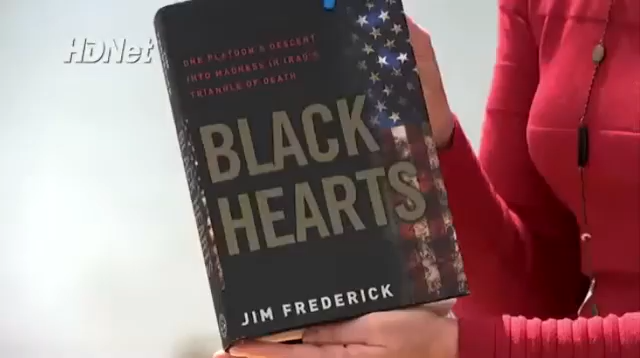 HDNet
ONE PLATOON'S DESCENT
INTO MADNESS IN IRAQ'S
TRIANGLE OF DEATH
BLACK
HEARTS
JIM FREDERICK